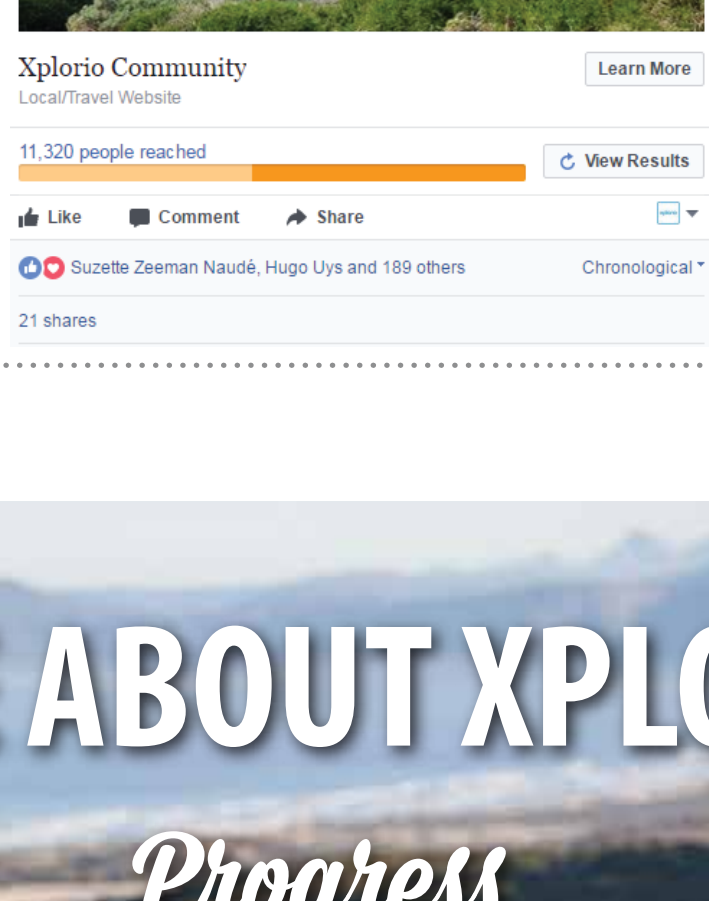 Xplorio Community
Learn More
Local/Travel Website
11,320 people reached
View Results
Like
Comment
Share
Suzette Zeeman Naudé, Hugo Uys and 189 others
Chronological
21 shares
ABOUT XPLO
Progress